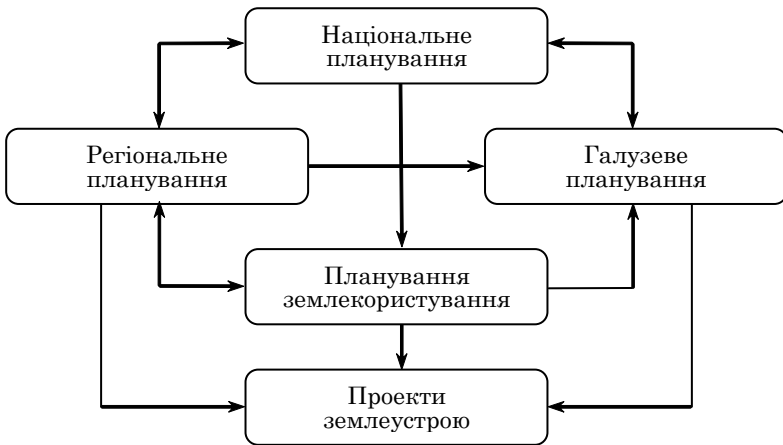 Національне
планування
Регіональне
планування
Галузеве
планування
Планування
землекористування
Проекти
землеустрою